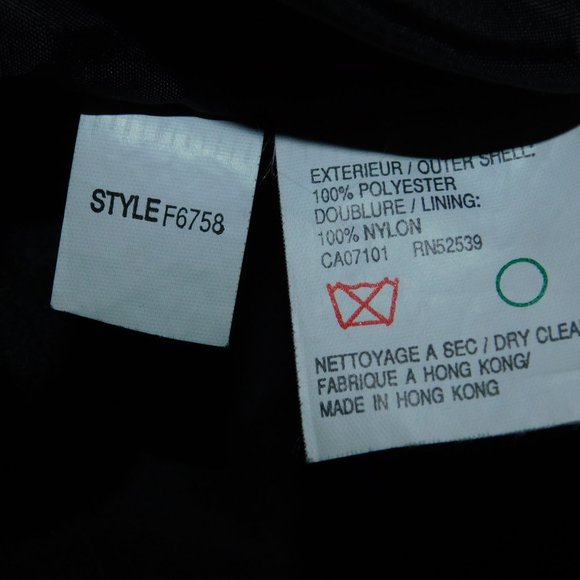 STYLE F6758
EXTERIEUR / OUTER SHELL:
100% POLYESTER
DOUBLURE / LINING:
100% NYLON
CA07101 RN52539
NETTOYAGE A SEC / DRY CLEA
FABRIQUE A HONG KONG/
MADE IN HONG KONG